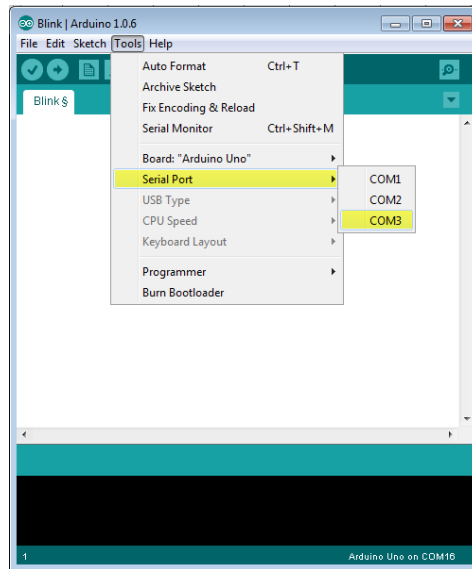 Blink | Arduino 1.0.6
File Edit Sketch Tools Help
Auto Format Ctrl+T
Archive Sketch
Fix Encoding & Reload
Serial Monitor Ctrl+Shift+M
Board: "Arduino Uno"
Serial Port
USB Type
CPU Speed
Keyboard Layout
Programmer
Burn Bootloader
COM1
COM2
COM3
Blink §
1 Arduino Uno on COM16